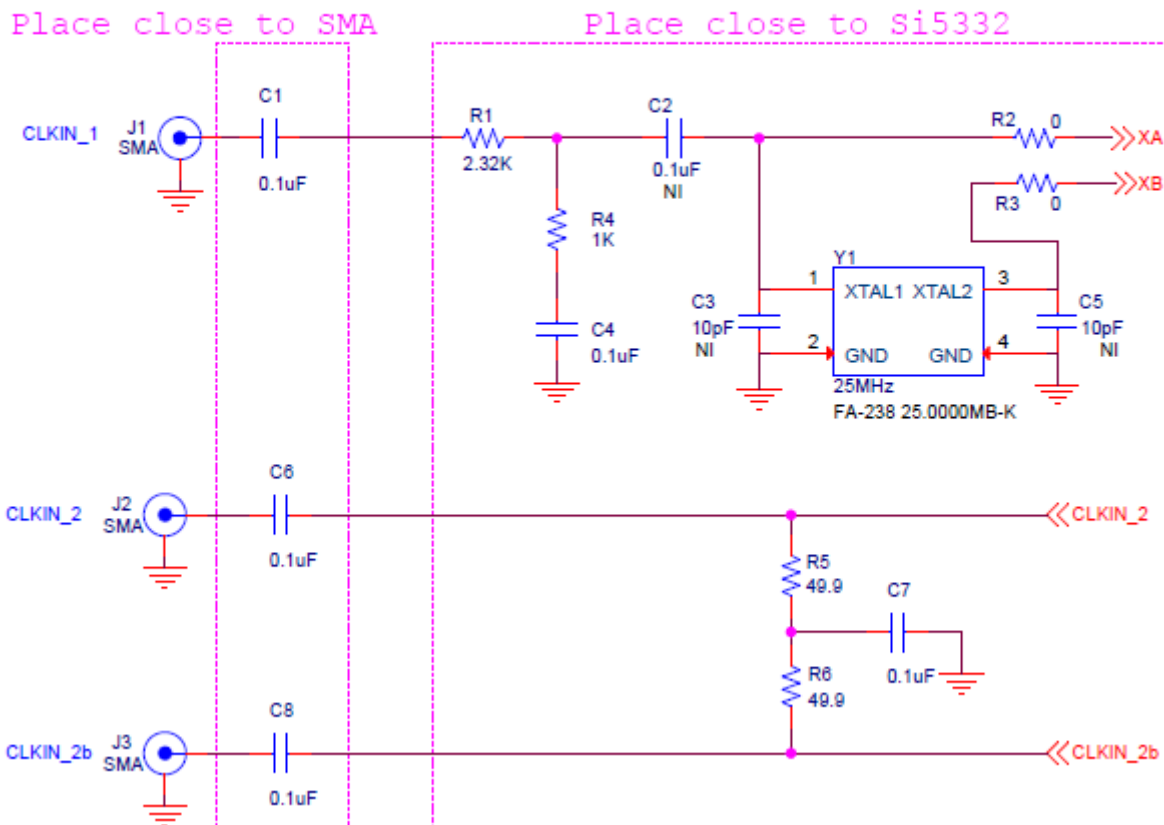 Place close to SMA
Place close to Si5332
CLKIN_1
J1
SMA
C1
0.1uF
R1
2.32K
C2
0.1uF
NI
R2 0
XA
XB
R3 0
R4
1K
C4
0.1uF
C3
10pF
NI
Y1
1
XTAL1 XTAL2
3
2
GND GND
4
25MHz
FA-238 25.0000MB-K
C5
10pF
NI
CLKIN_2
J2
SMA
C6
0.1uF
CLKIN_2
R5
49.9
C7
0.1uF
R6
49.9
CLKIN_2b
J3
SMA
C8
0.1uF
CLKIN_2b